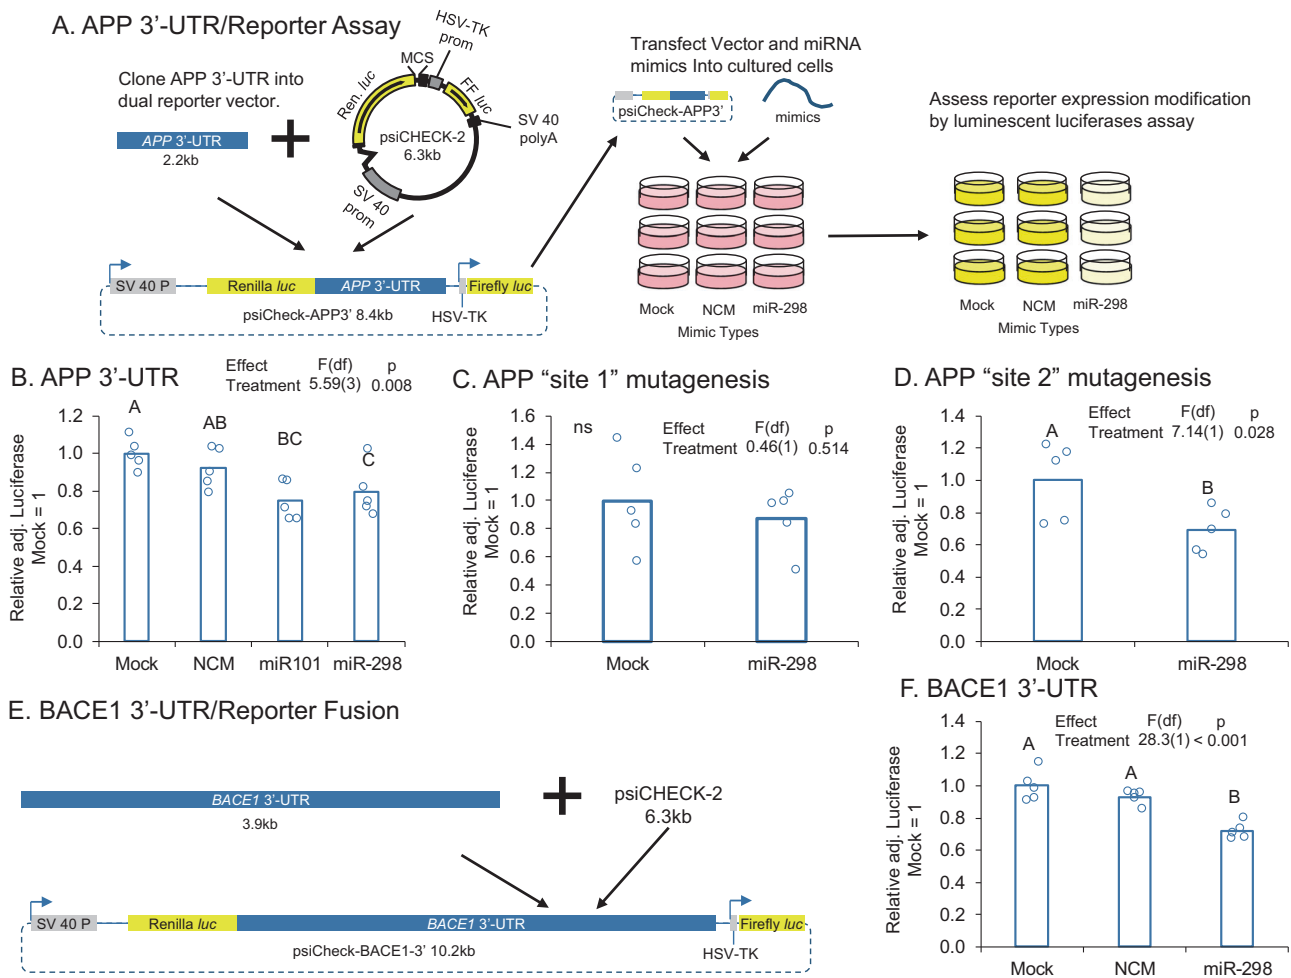 A. APP 3’-UTR/Reporter Assay
Clone APP 3’-UTR into
dual reporter vector.
APP 3’-UTR
2.2kb
HSV-TK
prom
MCS
Ren. luc
FF luc
psiCHECK-2
6.3kb
SV 40
polyA
SV 40
prom
SV 40 P
Renilla luc
APP 3’-UTR
Firefly luc
psiCheck-APP3’ 8.4kb
HSV-TK
Transfect Vector and miRNA
mimics Into cultured cells
psiCheck-APP3’
mimics
Mock NCM miR-298
Mimic Types
Assess reporter expression modification
by luminescent luciferases assay
Mock NCM miR-298
Mimic Types
B. APP 3’-UTR
Effect F(df) p
Treatment 5.59(3) 0.008
Relative adj. Luciferase
Mock = 1
1.2
1.0
0.8
0.6
0.4
0.2
0.0
A
AB
BC
C
Mock NCM miR101 miR-298
C. APP “site 1” mutagenesis
ns
Effect F(df) p
Treatment 0.46(1) 0.514
Relative adj. Luciferase
Mock = 1
1.6
1.4
1.2
1.0
0.8
0.6
0.4
0.2
0.0
Mock miR-298
D. APP “site 2” mutagenesis
Effect F(df) p
Treatment 7.14(1) 0.028
Relative adj. Luciferase
Mock = 1
1.4
1.2
1.0
0.8
0.6
0.4
0.2
0.0
A
B
Mock miR-298
E. BACE1 3’-UTR/Reporter Fusion
BACE1 3’-UTR
3.9kb
psiCHECK-2
6.3kb
SV 40 P
Renilla luc
BACE1 3’-UTR
Firefly luc
psiCheck-BACE1-3’ 10.2kb
HSV-TK
F. BACE1 3’-UTR
Effect F(df) p
Treatment 28.3(1) < 0.001
Relative adj. Luciferase
Mock = 1
1.4
1.2
1.0
0.8
0.6
0.4
0.2
0.0
A
A
B
Mock NCM miR-298